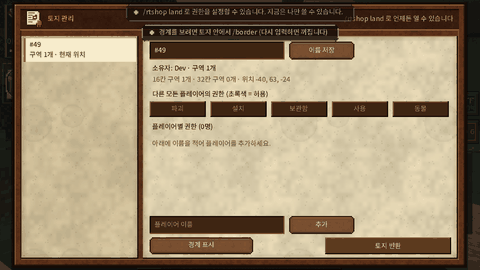 /rtshop land 로 권한을 설정할 수 있습니다. 지금은 나만 쓸 수 있습니다.
토지 관리
/rtshop land 로 언제든 열 수 있습니다
경계를 보려면 토지 안에서 /border (다시 입력하면 꺼집니다)
#49
구역 1개 · 현재 위치
#49
이름 저장
소유자: Dev · 구역 1개
16칸 구역 1개 · 32칸 구역 0개 · 위치 -40, 63, -24
다른 모든 플레이어의 권한 (초록색 = 허용)
파괴
설치
보관함
사용
동물
플레이어별 권한 (0명)
아래에 이름을 적어 플레이어를 추가하세요.
플레이어 이름
추가
경계 표시
토지 반환